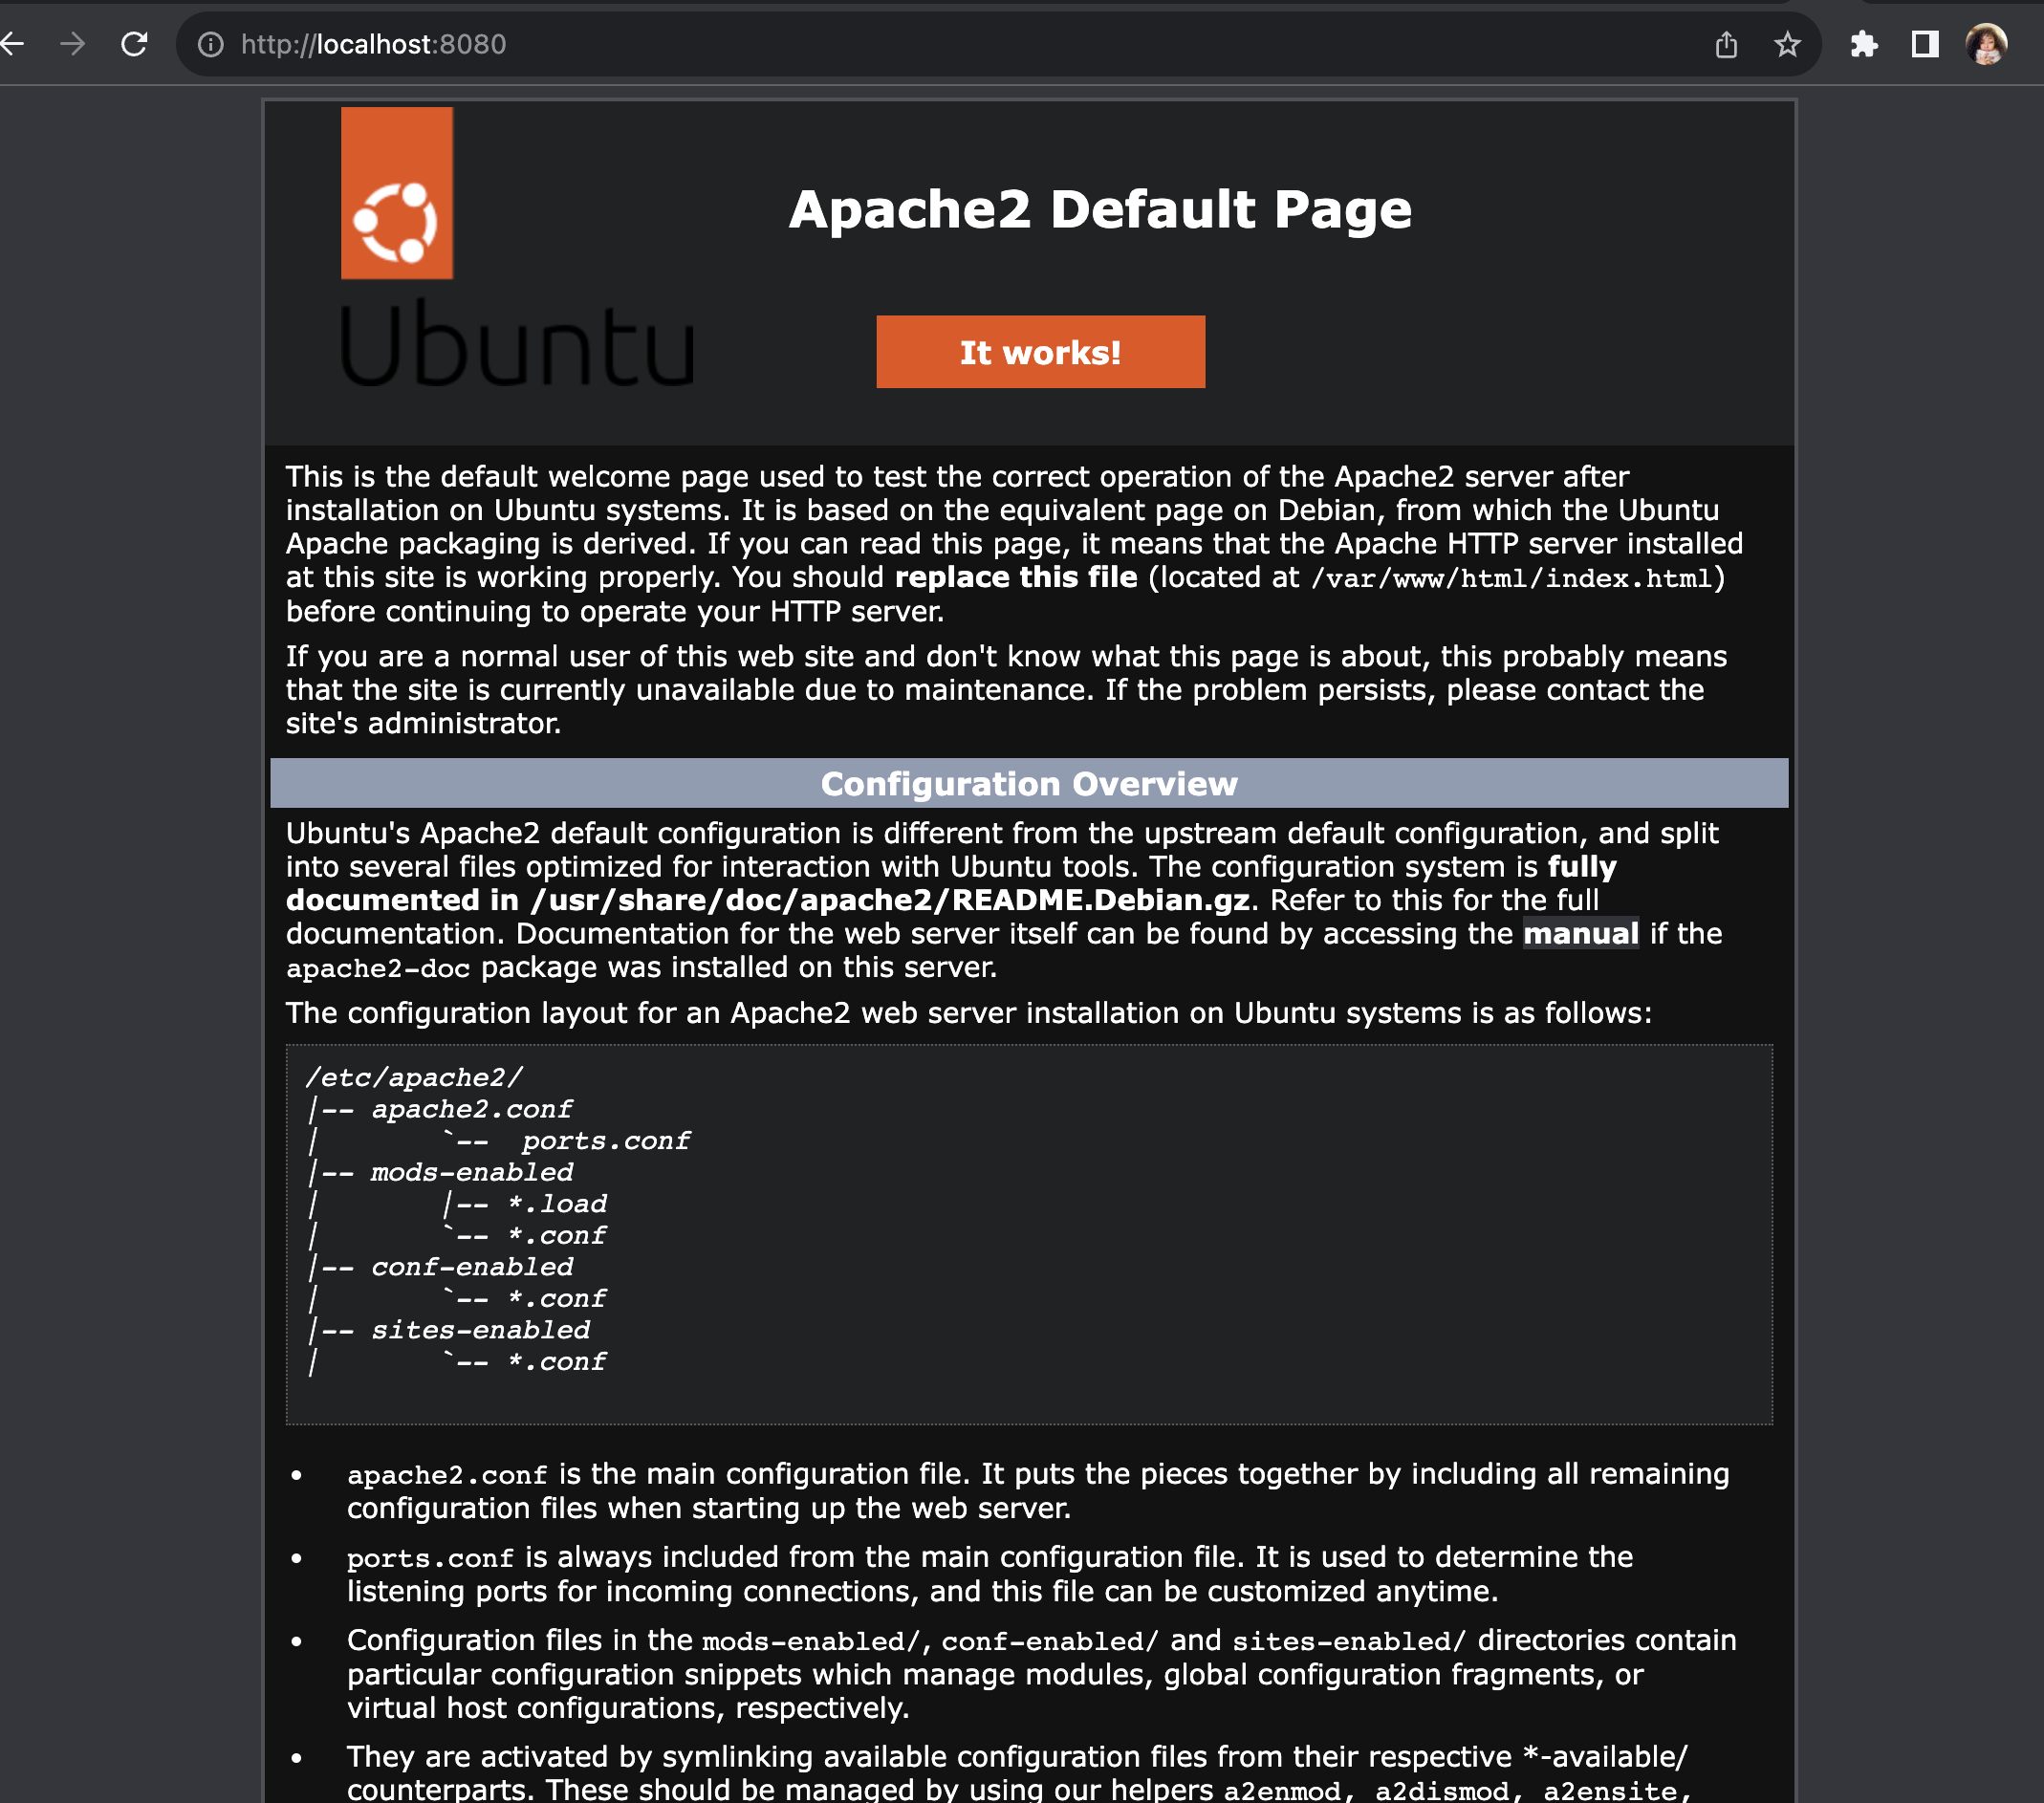 http://localhost:8080
Apache2 Default Page
Ubuntu
It works!
This is the default welcome page used to test the correct operation of the Apache2 server after
installation on Ubuntu systems. It is based on the equivalent page on Debian, from which the Ubuntu
Apache packaging is derived. If you can read this page, it means that the Apache HTTP server installed
at this site is working properly. You should replace this file (located at /var/www/html/index.html)
before continuing to operate your HTTP server.
If you are a normal user of this web site and don't know what this page is about, this probably means
that the site is currently unavailable due to maintenance. If the problem persists, please contact the
site's administrator.
Configuration Overview
Ubuntu's Apache2 default configuration is different from the upstream default configuration, and split
into several files optimized for interaction with Ubuntu tools. The configuration system is fully
documented in /usr/share/doc/apache2/README.Debian.gz. Refer to this for the full
documentation. Documentation for the web server itself can be found by accessing the manual if the
apache2-doc package was installed on this server.
The configuration layout for an Apache2 web server installation on Ubuntu systems is as follows:
/etc/apache2/
|-- apache2.conf
|       `--  ports.conf
|-- mods-enabled
|       |-- *.load
|       `-- *.conf
|-- conf-enabled
|       `-- *.conf
|-- sites-enabled
|       `-- *.conf
• apache2.conf is the main configuration file. It puts the pieces together by including all remaining
configuration files when starting up the web server.
• ports.conf is always included from the main configuration file. It is used to determine the
listening ports for incoming connections, and this file can be customized anytime.
• Configuration files in the mods-enabled/, conf-enabled/ and sites-enabled/ directories contain
particular configuration snippets which manage modules, global configuration fragments, or
virtual host configurations, respectively.
• They are activated by symlinking available configuration files from their respective *-available/
counterparts. These should be managed by using our helpers a2enmod, a2dismod, a2ensite,